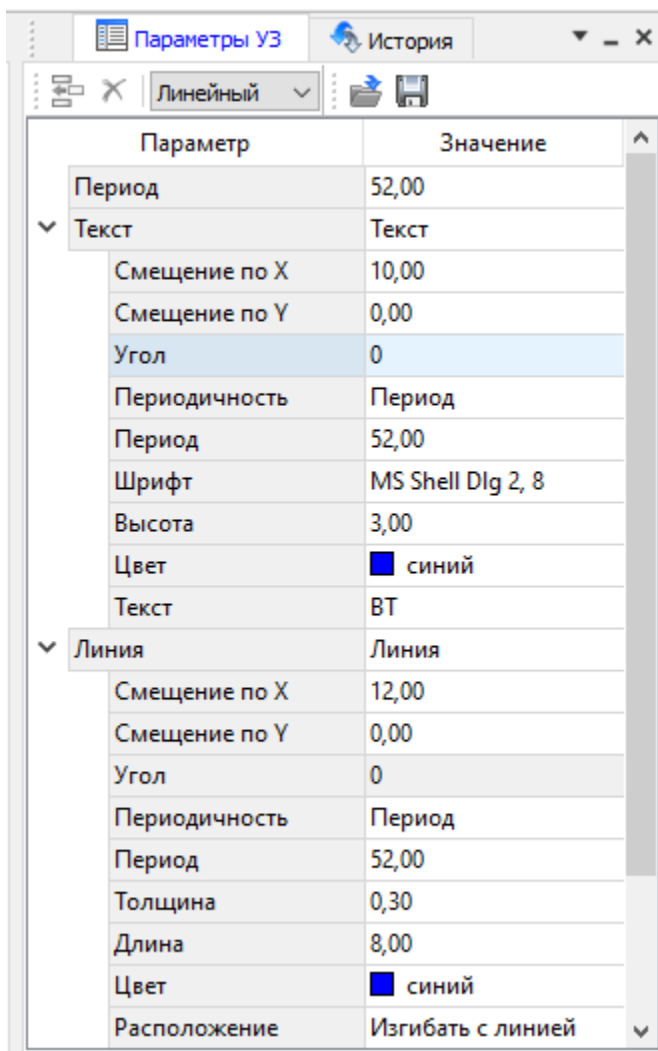 Параметры УЗ История
Линейный
Параметр Значение
Период 52,00
Текст Текст
Смещение по X 10,00
Смещение по Y 0,00
Угол 0
Периодичность Период
Период 52,00
Шрифт MS Shell Dlg 2, 8
Высота 3,00
Цвет синий
Текст ВТ
Линия Линия
Смещение по X 12,00
Смещение по Y 0,00
Угол 0
Периодичность Период
Период 52,00
Толщина 0,30
Длина 8,00
Цвет синий
Расположение Изгибать с линией